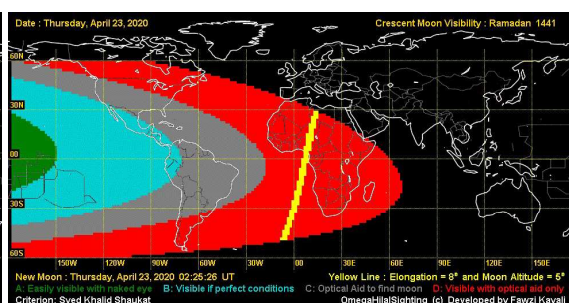 Date : Thursday, April 23, 2020 Crescent Moon Visibility : Ramadan 1441
60N
30N
00
30S
60S
150W 120W 90W 60W 30W 00 30E 60E 90E 120E 150E
New Moon : Thursday, April 23, 2020 02:25:26 UT Yellow Line : Elongation = 8° and Moon Altitude = 5°
A: Easily visible with naked eye B: Visible if perfect conditions C: Optical Aid to find moon D: Visible with optical aid only
Criterion: Syed Khalid Shaukat OmegaHilalSighting (c) Developed by Fawzi Kayali